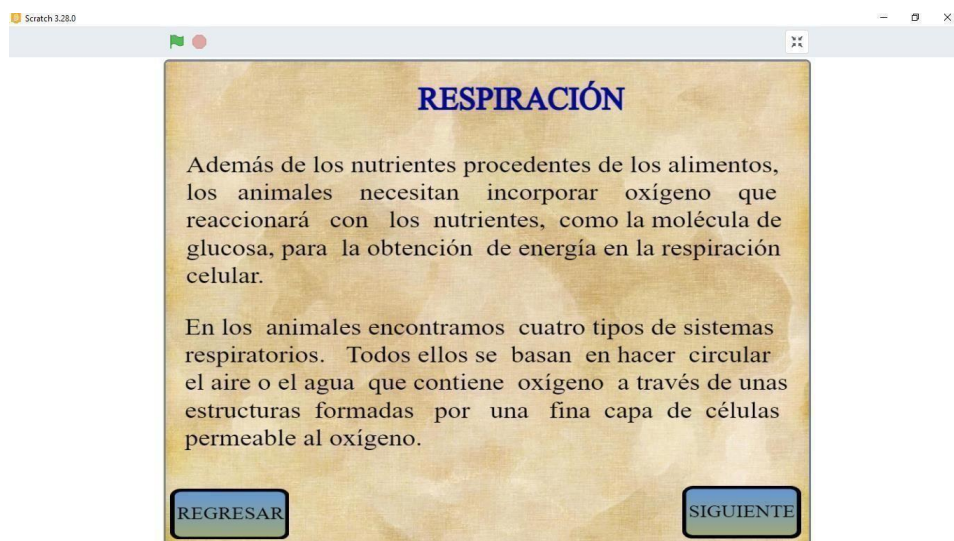 Scratch 3.28.0
RESPIRACIÓN
Además de los nutrientes procedentes de los alimentos,
los animales necesitan incorporar oxígeno que
reaccionará con los nutrientes, como la molécula de
glucosa, para la obtención de energía en la respiración
celular.
En los animales encontramos cuatro tipos de sistemas
respiratorios. Todos ellos se basan en hacer circular
el aire o el agua que contiene oxígeno a través de unas
estructuras formadas por una fina capa de células
permeable al oxígeno.
REGRESAR
SIGUIENTE